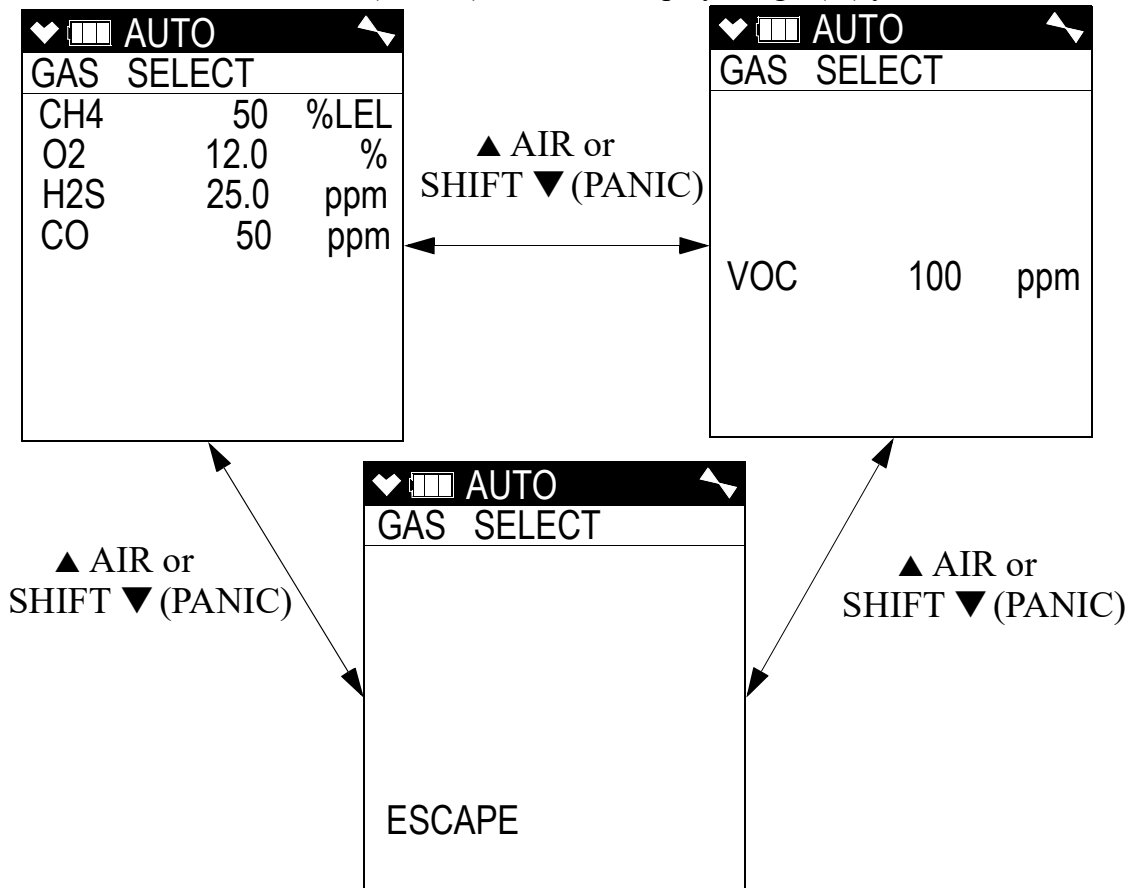 AUTO
GAS SELECT
CH4 50 %LEL
O2 12.0 %
H2S 25.0 ppm
CO 50 ppm
▲ AIR or
SHIFT ▼ (PANIC)
AUTO
GAS SELECT
VOC 100 ppm
▲ AIR or
SHIFT ▼ (PANIC)
AUTO
GAS SELECT
ESCAPE
▲ AIR or
SHIFT ▼ (PANIC)